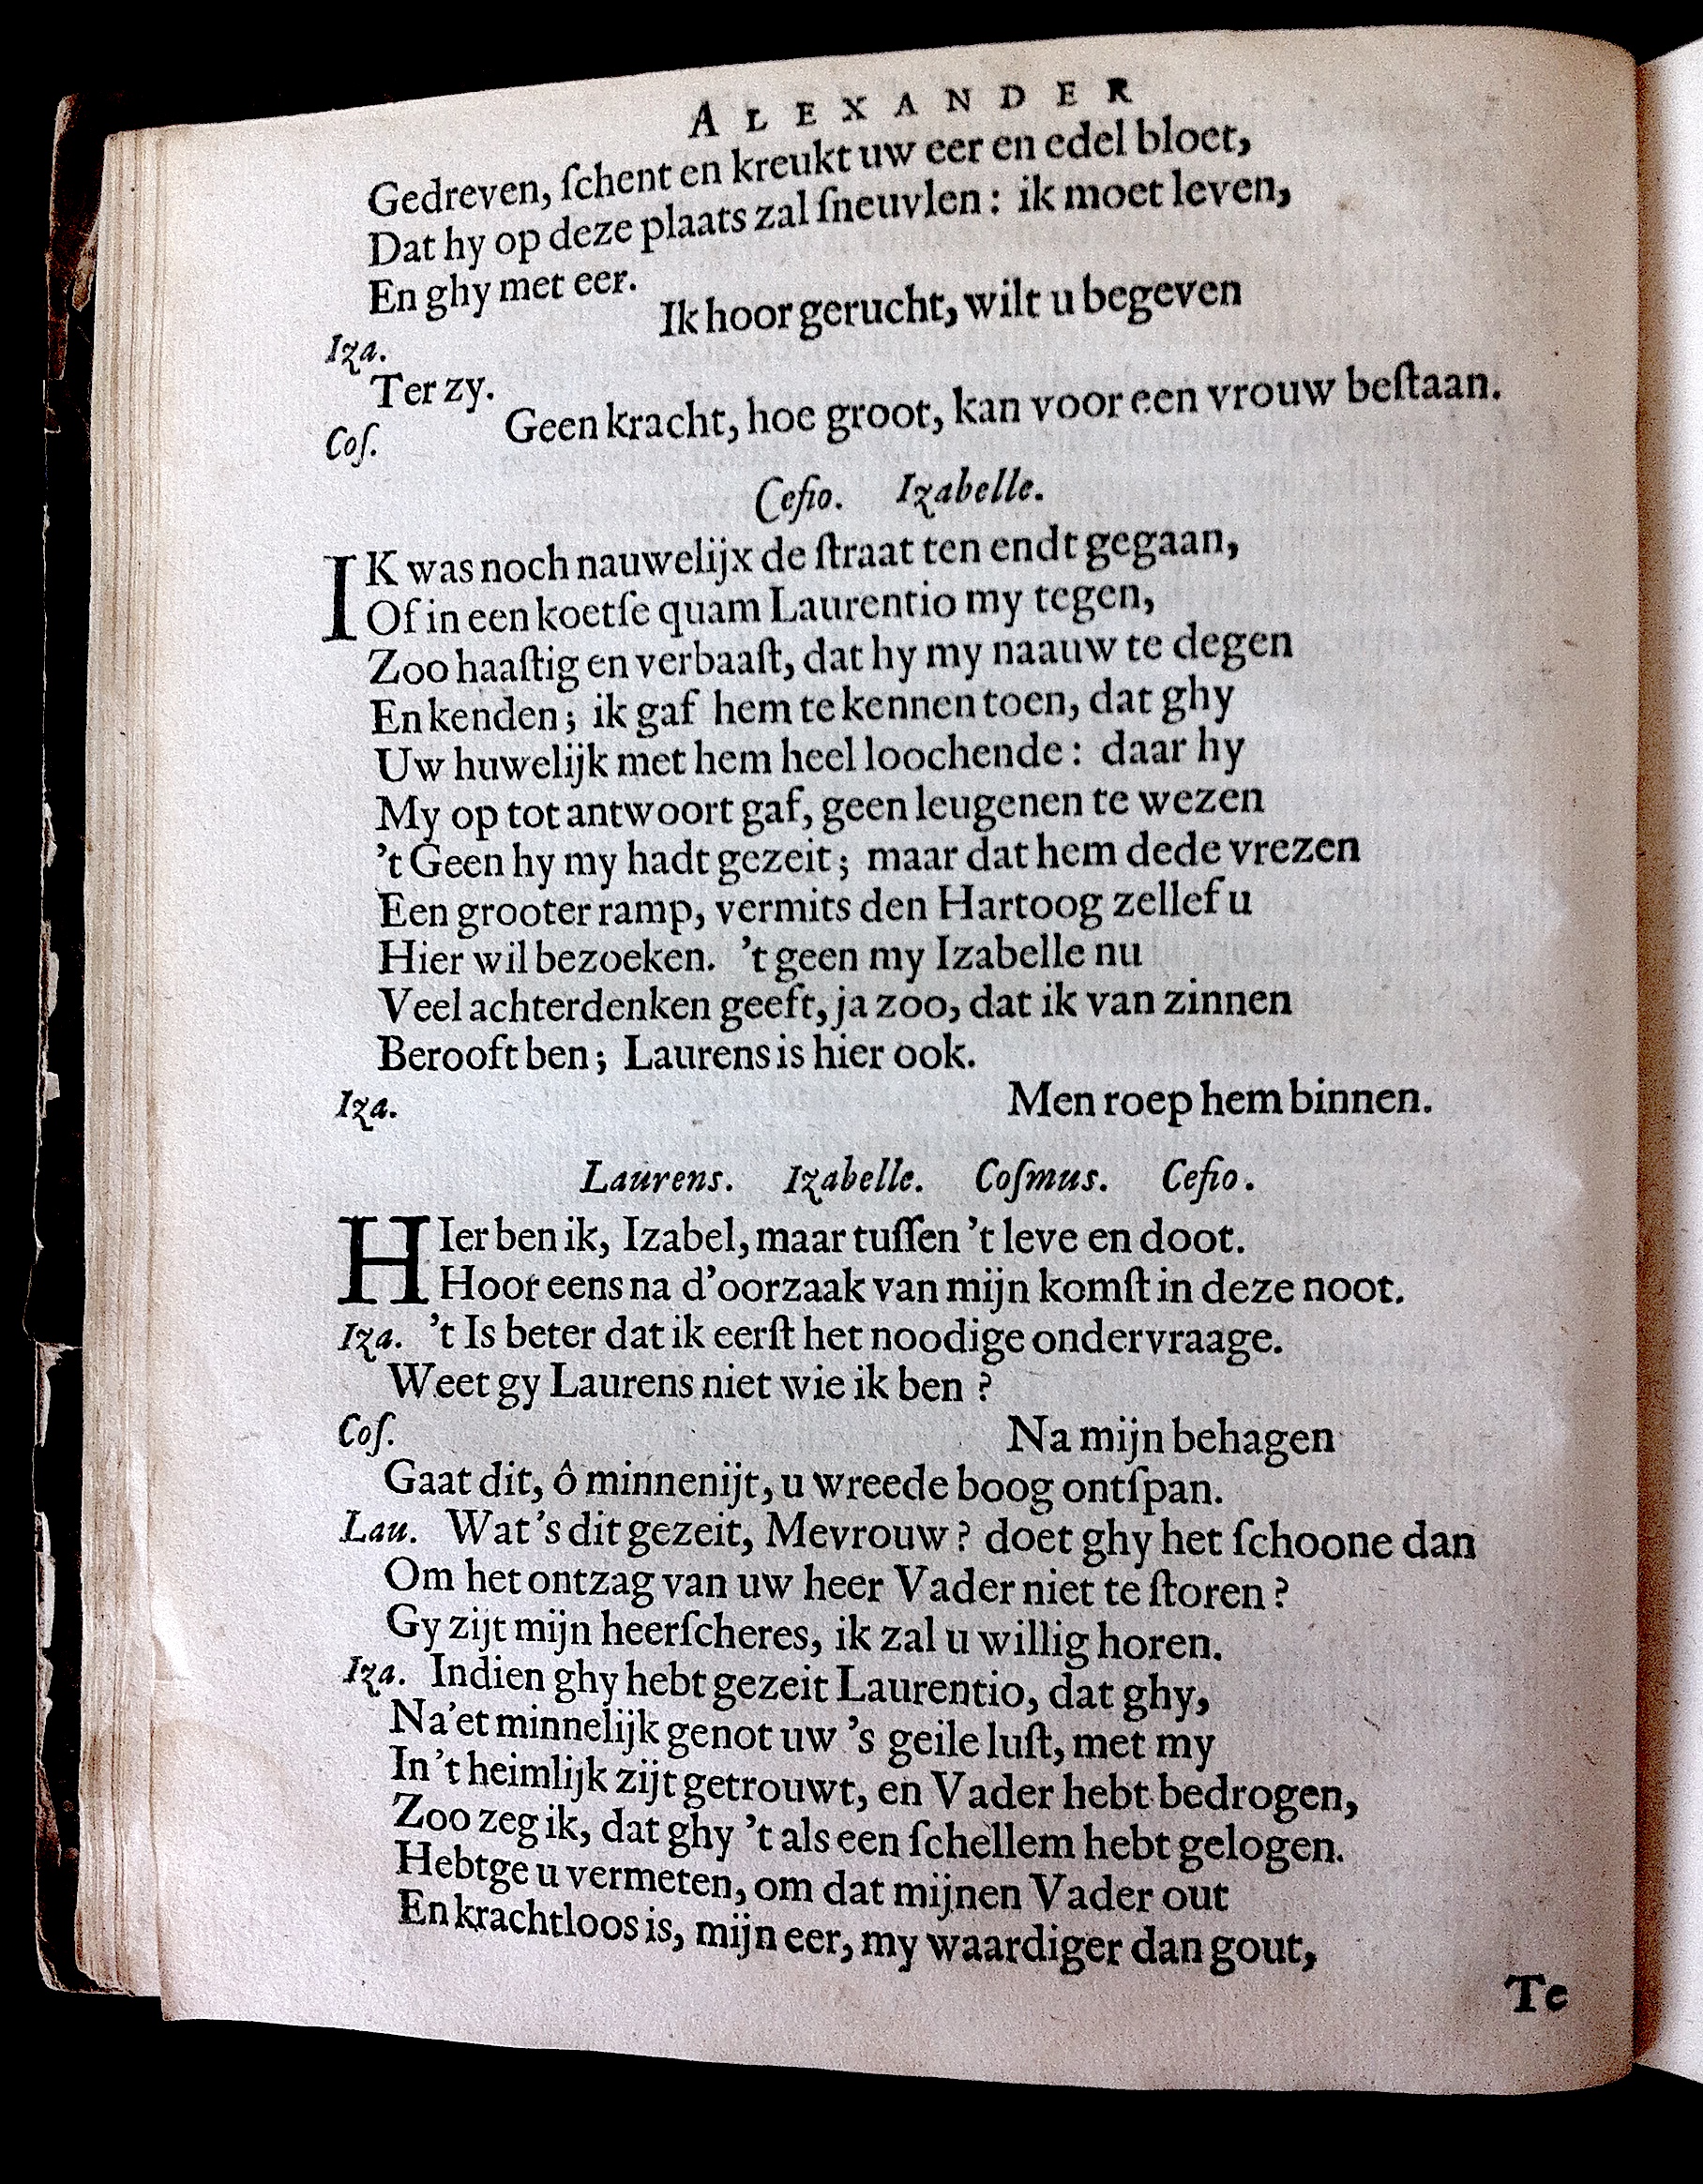 ALEXANDER
Gedreven, ſchent en kreukt uw eer en edel bloet,
Dat hy op deze plaats zal ſneuvlen: ik moet leven,
En ghy met eer.
Iza. Ik hoor gerucht, wilt u begeven
Ter zy.
Coſ. Geen kracht, hoe groot, kan voor een vrouw beſtaan.
Ceſio. Izabelle.
IK was noch nauwelijx de ſtraat ten endt gegaan,
Of in een koetſe quam Laurentio my tegen,
Zoo haaſtig en verbaaſt, dat hy my naauw te degen
En kenden; ik gaf hem te kennen toen, dat ghy
Uw huwelijk met hem heel loochende: daar hy
My op tot antwoort gaf, geen leugenen te wezen
't Geen hy my hadt gezeit; maar dat hem dede vrezen
Een grooter ramp, vermits den Hartoog zellef u
Hier wil bezoeken. 't geen my Izabelle nu
Veel achterdenken geeft, ja zoo, dat ik van zinnen
Berooft ben; Laurens is hier ook.
Iza. Men roep hem binnen.
Laurens. Izabelle. Coſmus. Ceſio.
HIer ben ik, Izabel, maar tuſſen 't leve en doot.
Hoor eens na d'oorzaak van mijn komſt in deze noot.
Iza. 't Is beter dat ik eerſt het noodige ondervraage.
Weet gy Laurens niet wie ik ben?
Coſ. Na mijn behagen
Gaat dit, ô minnenijt, u wreede boog ontſpan.
Lau. Wat 's dit gezeit, Mevrouw? doet ghy het ſchoone dan
Om het ontzag van uw heer Vader niet te ſtoren?
Gy zijt mijn heerſcheres, ik zal u willig horen.
Iza. Indien ghy hebt gezeit Laurentio, dat ghy,
Na'et minnelijk genot uw 's geile luſt, met my
In 't heimlijk zijt getrouwt, en Vader hebt bedrogen,
Zoo zeg ik, dat ghy 't als een ſchellem hebt gelogen.
Hebtge u vermeten, om dat mijnen Vader out
En krachtloos is, mijn eer, my waardiger dan gout,
Te